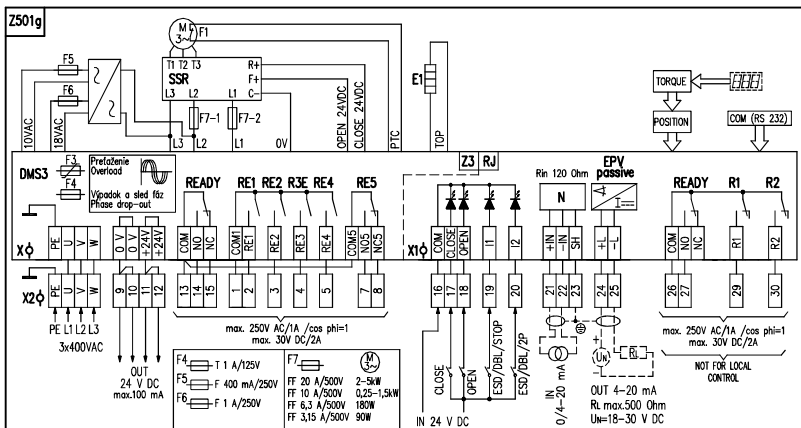 Z501g
M
3~
F1
T1 T2 T3
SSR
R+
F+
C-
L3
L2
L1
F5
F6
10VAC
18VAC
F7-1
F7-2
L3
L2
L1
0V
OPEN 24VDC
CLOSE 24VDC
PTC
E1
TOP
TORQUE
POSITION
COM (RS 232)
DMS3
F3
F4
Preťaženie
Overload
Výpadok a sled fáz
Phase drop-out
READY
RE1
RE2
R3E
RE4
RE5
Z3
RJ
Rin 120 Ohm
N
EPV
passive
I
READY
R1
R2
X
PE
U
V
W
0 V
0 V
+24V
+24V
COM
NO
NC
COM1
RE1
RE2
RE3
RE4
COM5
NO5
NC5
X1
COM
CLOSE
OPEN
I1
I2
+IN
-IN
SH
+L
-L
COM
NO
NC
R1
R2
X2
PE
U
V
W
9
10
11
12
13
14
15
1
2
3
4
5
7
8
16
17
18
19
20
21
22
23
24
25
26
27
29
30
PE L1 L2 L3
3x400VAC
OUT
24 V DC
max.100 mA
max. 250V AC/1A /cos phi=1
max. 30V DC/2A
F4
T 1 A/125V
F5
F 400 mA/250V
F6
F 1 A/250V
F7
M
3~
FF 20 A/500V 2-5kW
FF 10 A/500V 0,25-1,5kW
FF 6,3 A/500V 180W
FF 3,15 A/500V 90W
CLOSE
OPEN
ESD/DBL/STOP
ESD/DBL/2P
IN 24 V DC
IN
0/4-20 mA
+
UN
-
RL
OUT 4-20 mA
RL max.500 Ohm
UN=18-30 V DC
max. 250V AC/1A /cos phi=1
max. 30V DC/2A
NOT FOR LOCAL
CONTROL